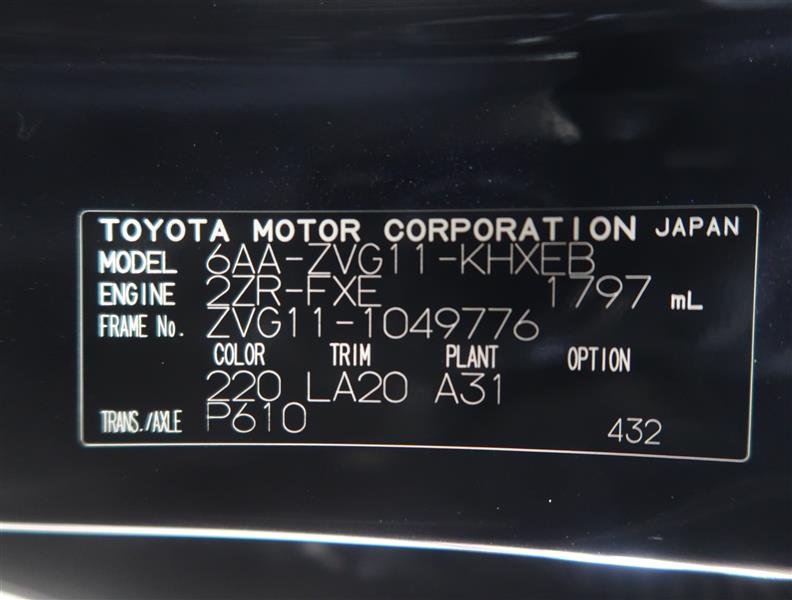 TOYOTA MOTOR CORPORATION JAPAN
MODEL 6AA-ZVG11-KHXEB
ENGINE 2ZR-FXE 1797 mL
FRAME No. ZVG11-1049776
COLOR TRIM PLANT OPTION
220 LA20 A31
TRANS./AXLE P610 432